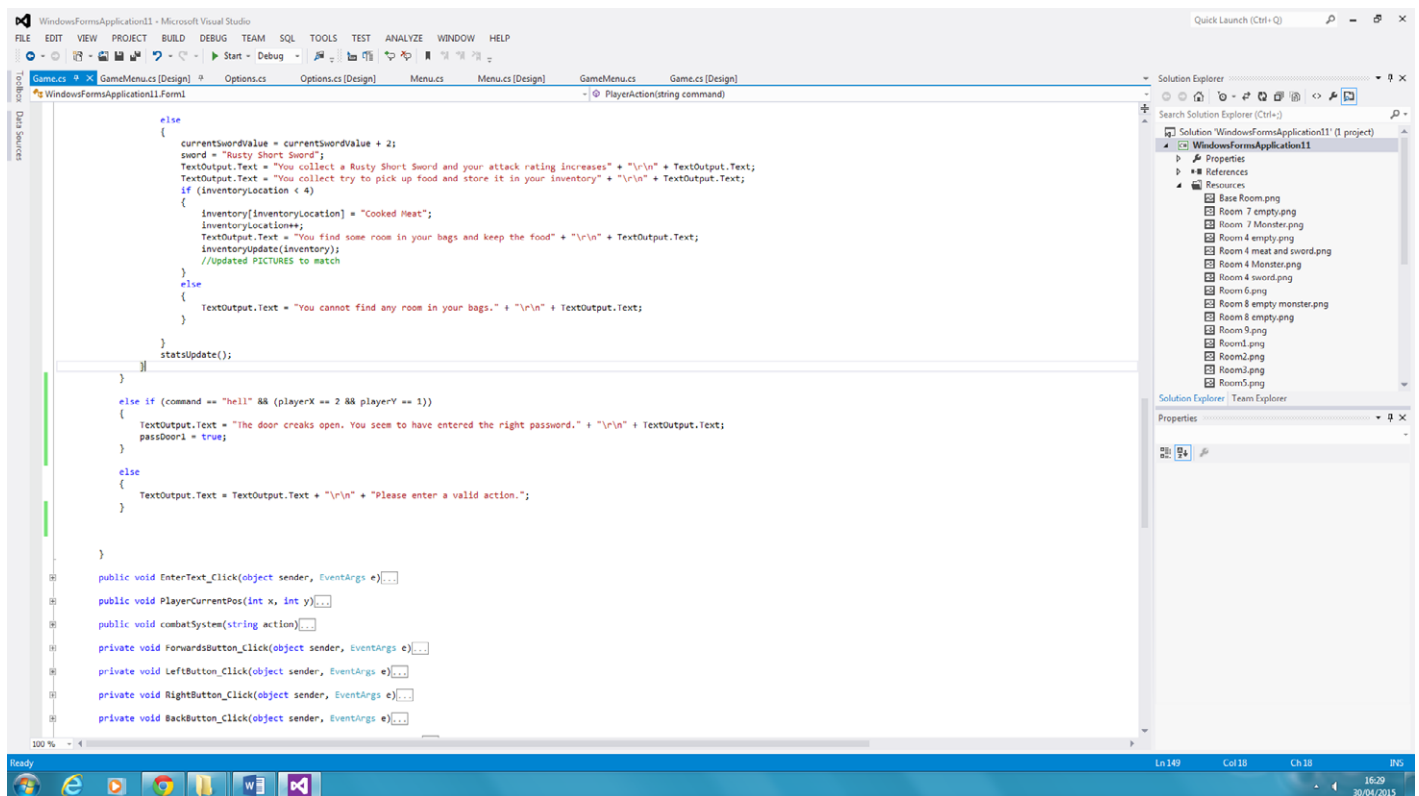 WindowsFormsApplication11 - Microsoft Visual Studio
Quick Launch (Ctrl+Q)
FILE EDIT VIEW PROJECT BUILD DEBUG TEAM SQL TOOLS TEST ANALYZE WINDOW HELP
Start - Debug
Game.cs GameMenu.cs [Design] Options.cs Options.cs [Design] Menu.cs Menu.cs [Design] GameMenu.cs Game.cs [Design]
WindowsFormsApplication11.Form1
PlayerAction(string command)
Toolbox
Data Sources
else
{
currentSwordValue = currentSwordValue + 2;
sword = "Rusty Short Sword";
TextOutput.Text = "You collect a Rusty Short Sword and your attack rating increases" + "\r\n" + TextOutput.Text;
TextOutput.Text = "You collect try to pick up food and store it in your inventory" + "\r\n" + TextOutput.Text;
if (inventoryLocation < 4)
{
inventory[inventoryLocation] = "Cooked Meat";
inventoryLocation++;
TextOutput.Text = "You find some room in your bags and keep the food" + "\r\n" + TextOutput.Text;
inventoryUpdate(inventory);
//Updated PICTURES to match
}
else
{
TextOutput.Text = "You cannot find any room in your bags." + "\r\n" + TextOutput.Text;
}
}
statsUpdate();
}
}
else if (command == "hell" && (playerX == 2 && playerY == 1))
{
TextOutput.Text = "The door creaks open. You seem to have entered the right password." + "\r\n" + TextOutput.Text;
passDoor1 = true;
}
else
{
TextOutput.Text = TextOutput.Text + "\r\n" + "Please enter a valid action.";
}
}
public void EnterText_Click(object sender, EventArgs e)...
public void PlayerCurrentPos(int x, int y)...
public void combatSystem(string action)...
private void ForwardsButton_Click(object sender, EventArgs e)...
private void LeftButton_Click(object sender, EventArgs e)...
private void RightButton_Click(object sender, EventArgs e)...
private void BackButton_Click(object sender, EventArgs e)...
100 %
Solution Explorer
Search Solution Explorer (Ctrl+;)
Solution 'WindowsFormsApplication11' (1 project)
WindowsFormsApplication11
Properties
References
Resources
Base Room.png
Room 7 empty.png
Room 7 Monster.png
Room 4 empty.png
Room 4 meat and sword.png
Room 4 Monster.png
Room 4 sword.png
Room 6.png
Room 8 empty monster.png
Room 8 empty.png
Room 9.png
Room1.png
Room2.png
Room3.png
Room5.png
Solution Explorer Team Explorer
Properties
Ready
Ln 149 Col 18 Ch 18 INS
16:29
30/04/2015